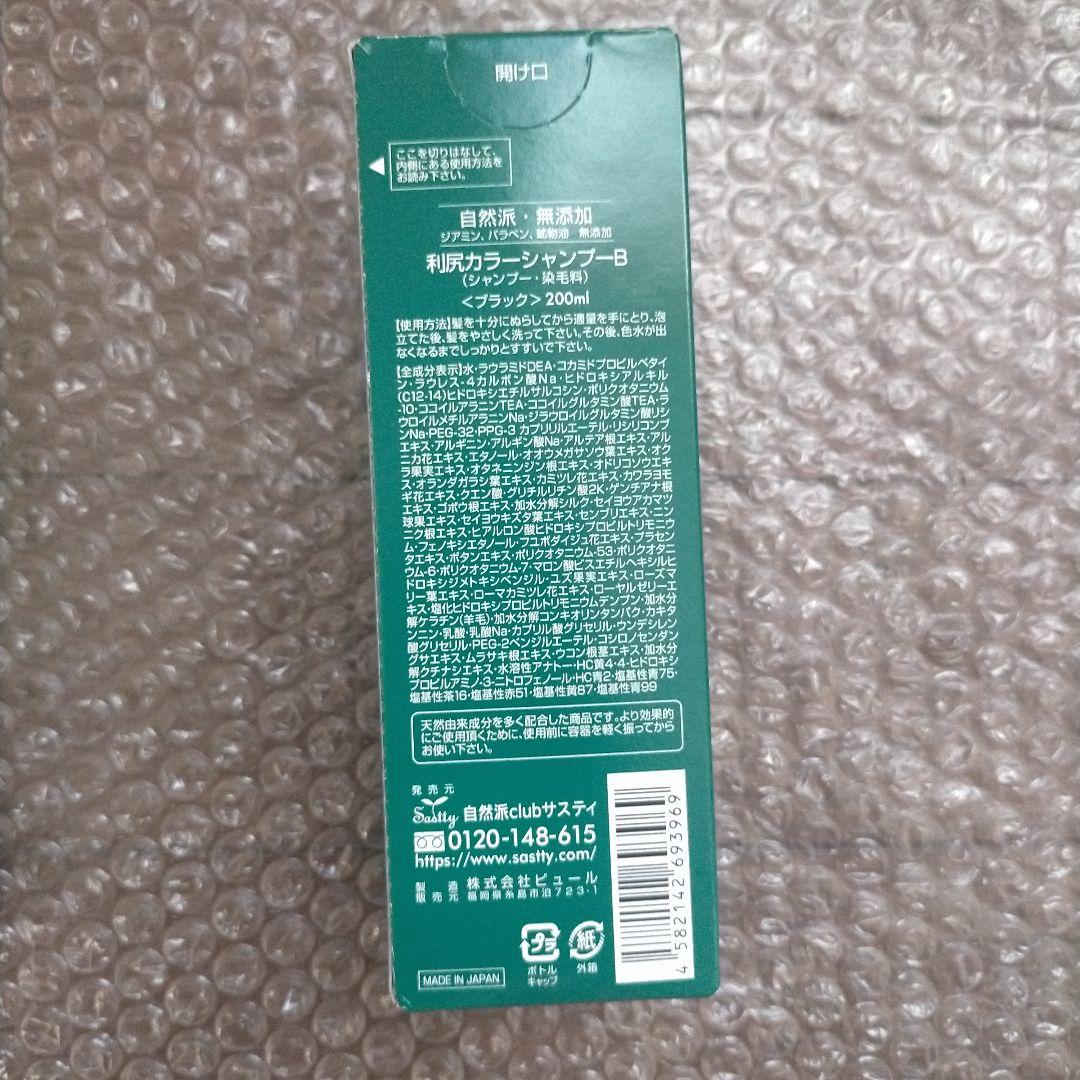 開け口
ここを切りはなして、
内側にある使用方法を
お読み下さい。
自然派・無添加
ジアミン、パラベン、鉱物油 無添加
利尻カラーシャンプーB
(シャンプー・染毛料)
<ブラック> 200ml
【使用方法】髪を十分にぬらしてから適量を手にとり、泡
立てた後、髪をやさしく洗って下さい。その後、色水が出
なくなるまでしっかりとすすいで下さい。
【全成分表示】水・ラウラミドDEA・コカミドプロピルベタイ
ン・ラウレス-4カルボン酸Na・ヒドロキシアルキル
(C12-14)ヒドロキシエチルサルコシン・ポリクオタニウム
-10・ココイルアラニンTEA・ココイルグルタミン酸TEA・ラ
ウロイルメチルアラニンNa・ジラウロイルグルタミン酸リシ
ンNa・PEG-32・PPG-3 カプリリルエーテル・リシリコンブ
エキス・アルギニン・アルギン酸Na・アルテア根エキス・アル
ニカ花エキス・エタノール・オオウメガサソウ葉エキス・オク
ラ果実エキス・オタネニンジン根エキス・オドリコソウエキ
ス・オランダガラシ葉エキス・カミツレ花エキス・カワラヨモ
ギ花エキス・クエン酸・グリチルリチン酸2K・ゲンチアナ根
エキス・ゴボウ根エキス・加水分解シルク・セイヨウアカマツ
球果エキス・セイヨウキズタ葉エキス・センブリエキス・ニン
ニク根エキス・ヒアルロン酸ヒドロキシプロピルトリモニウ
ム・フェノキシエタノール・フユボダイジュ花エキス・プラセン
タエキス・ボタンエキス・ポリクオタニウム-53・ポリクオタニ
ウム-6・ポリクオタニウム-7・マロン酸ビスエチルヘキシルヒ
ドロキシジメトキシベンジル・ユズ果実エキス・ローズマ
リー葉エキス・ローマカミツレ花エキス・ローヤルゼリーエ
キス・塩化ヒドロキシプロピルトリモニウムデンプン・加水分
解ケラチン(羊毛)・加水分解コンキオリンタンパク・カキタ
ンニン・乳酸・乳酸Na・カプリル酸グリセリル・ウンデシレン
酸グリセリル・PEG-2ベンジルエーテル・コシロノセンダン
グサエキス・ムラサキ根エキス・ウコン根茎エキス・加水分
解クチナシエキス・水溶性アナトー・HC黄4・4-ヒドロキシ
プロピルアミノ-3-ニトロフェノール・HC青2・塩基性青75・
塩基性茶16・塩基性赤51・塩基性黄87・塩基性青99
天然由来成分を多く配合した商品です。より効果的
にご使用頂くために、使用前に容器を軽く振ってから
お使い下さい。
発売元
Sastty 自然派clubサスティ
0120-148-615
https://www.sastty.com/
製造
販売元 株式会社ピュール
福岡県糸島市泊723-1
プラ
ボトル
キャップ
紙
外箱
MADE IN JAPAN
4 582142 693969